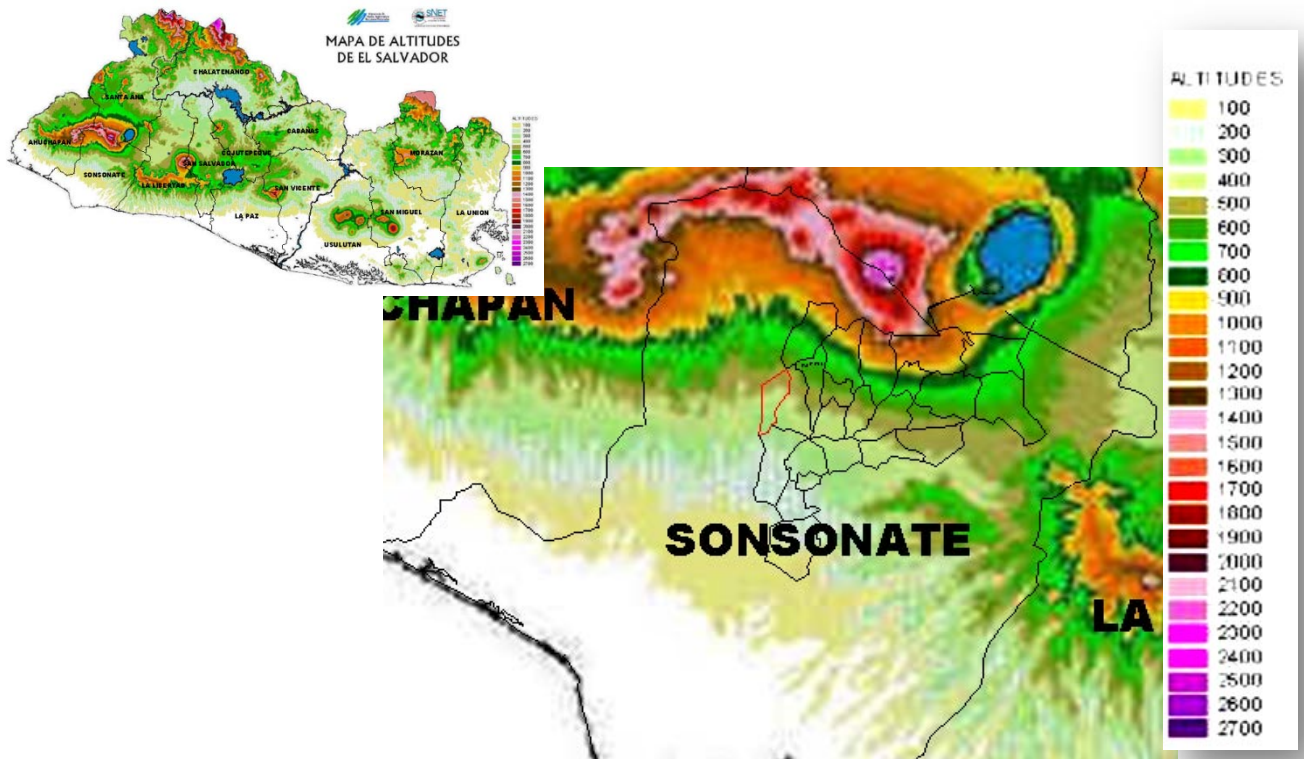 SNET
MAPA DE ALTITUDES
DE EL SALVADOR
CHALATENANGO
SANTA ANA
CABAÑAS
AHUCHAPAN
COJUTEPEQUE
MORAZAN
SAN SALVADOR
SONSONATE
LA LIBERTAD
SAN VICENTE
LA PAZ
SAN MIGUEL
LA UNION
USULUTAN
ALTITUDES
100
200
300
400
500
600
700
800
900
1000
1100
1200
1300
1400
1500
1600
1700
1800
1900
2000
2100
2200
2300
2400
2500
2600
2700
CHAPAN
SONSONATE
LA